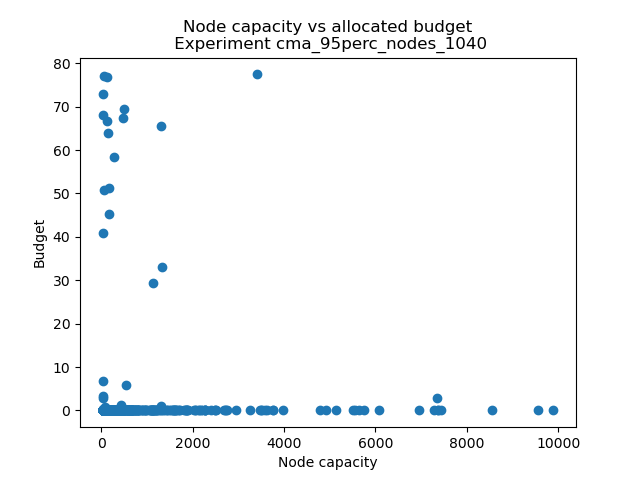 Node capacity vs allocated budget
Experiment cma_95perc_nodes_1040
80
70
60
50
40
30
20
10
0
Budget
0 2000 4000 6000 8000 10000
Node capacity